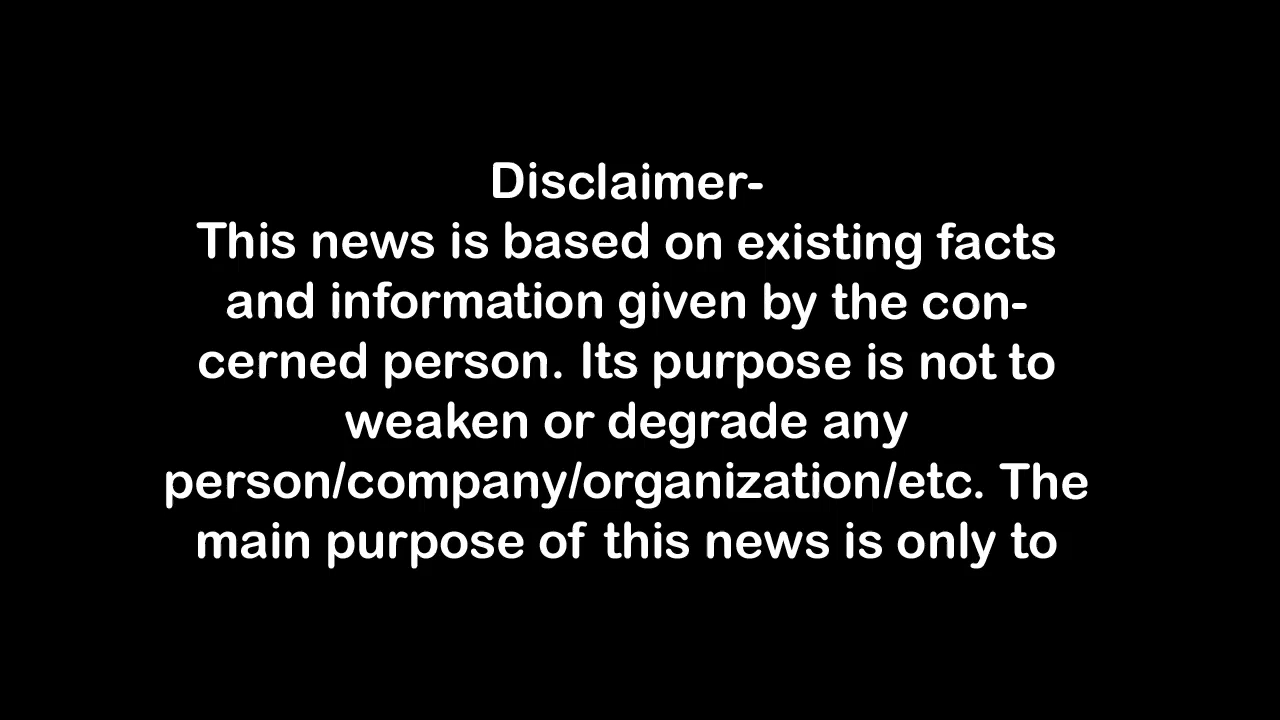 Disclaimer-
This news is based on existing facts
and information given by the con-
cerned person. Its purpose is not to
weaken or degrade any
person/company/organization/etc. The
main purpose of this news is only to